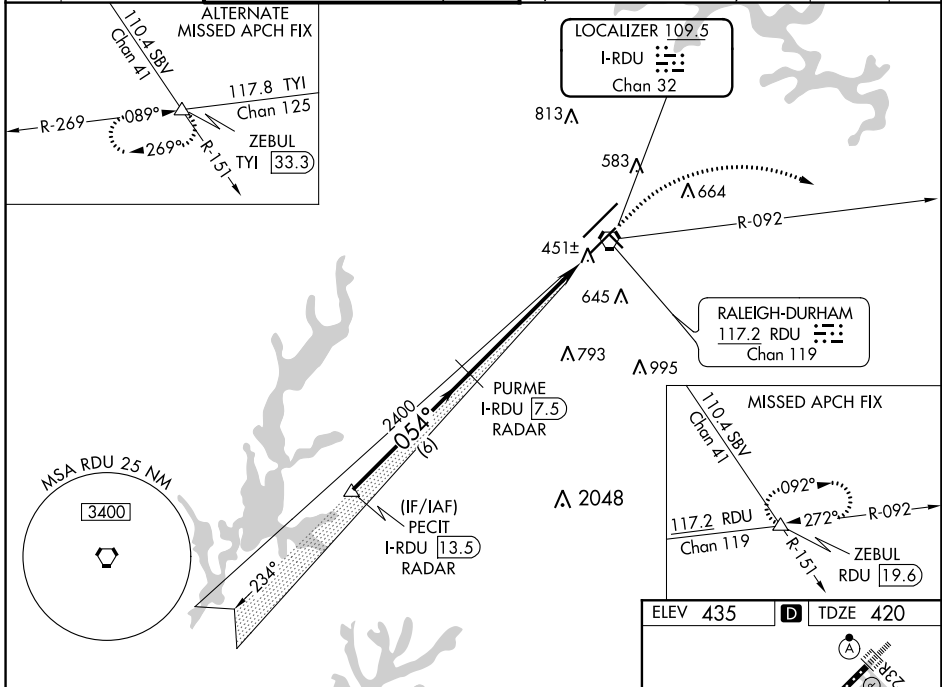 ALTERNATE
MISSED APCH FIX
110.4 SBV
Chan 41
117.8 TYI
Chan 125
R-269
089°
269°
R-151
ZEBUL
TYI 33.3
LOCALIZER 109.5
I-RDU
Chan 32
813
583
664
R-092
451±
645
RALEIGH-DURHAM
117.2 RDU
Chan 119
793
995
PURME
I-RDU 7.5
RADAR
2400
054°
(6)
MSA RDU 25 NM
3400
(IF/IAF)
PECIT
I-RDU 13.5
RADAR
234°
2048
MISSED APCH FIX
110.4 SBV
Chan 41
092°
272°
R-092
117.2 RDU
Chan 119
R-151
ZEBUL
RDU 19.6
ELEV 435
D
TDZE 420
A
23R